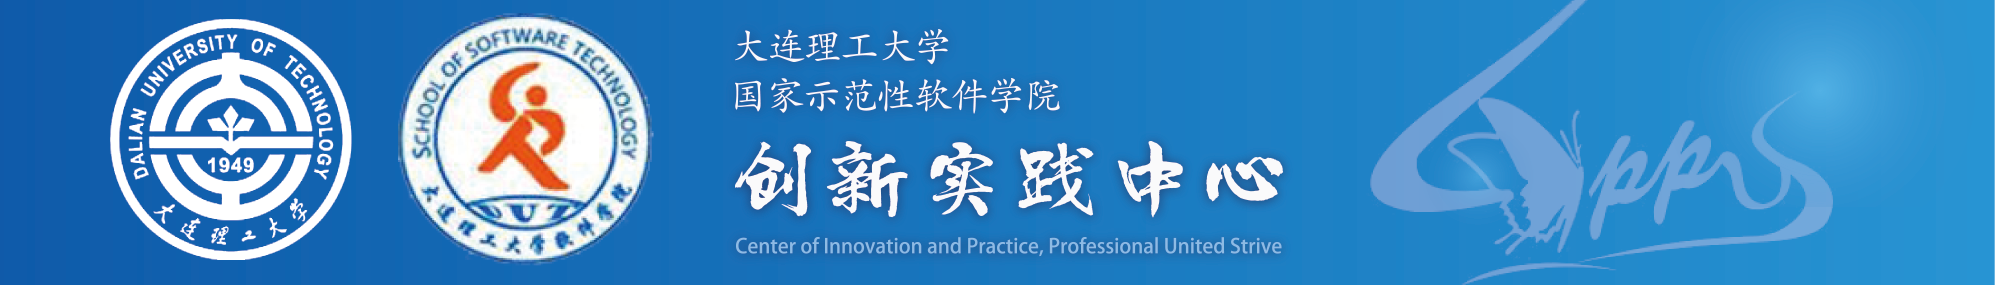 DALIAN UNIVERSITY OF TECHNOLOGY
1949
大连理工大学
SCHOOL OF SOFTWARE TECHNOLOGY
DUT
大连理工大学软件学院
大连理工大学
国家示范性软件学院
创新实践中心
Center of Innovation and Practice, Professional United Strive